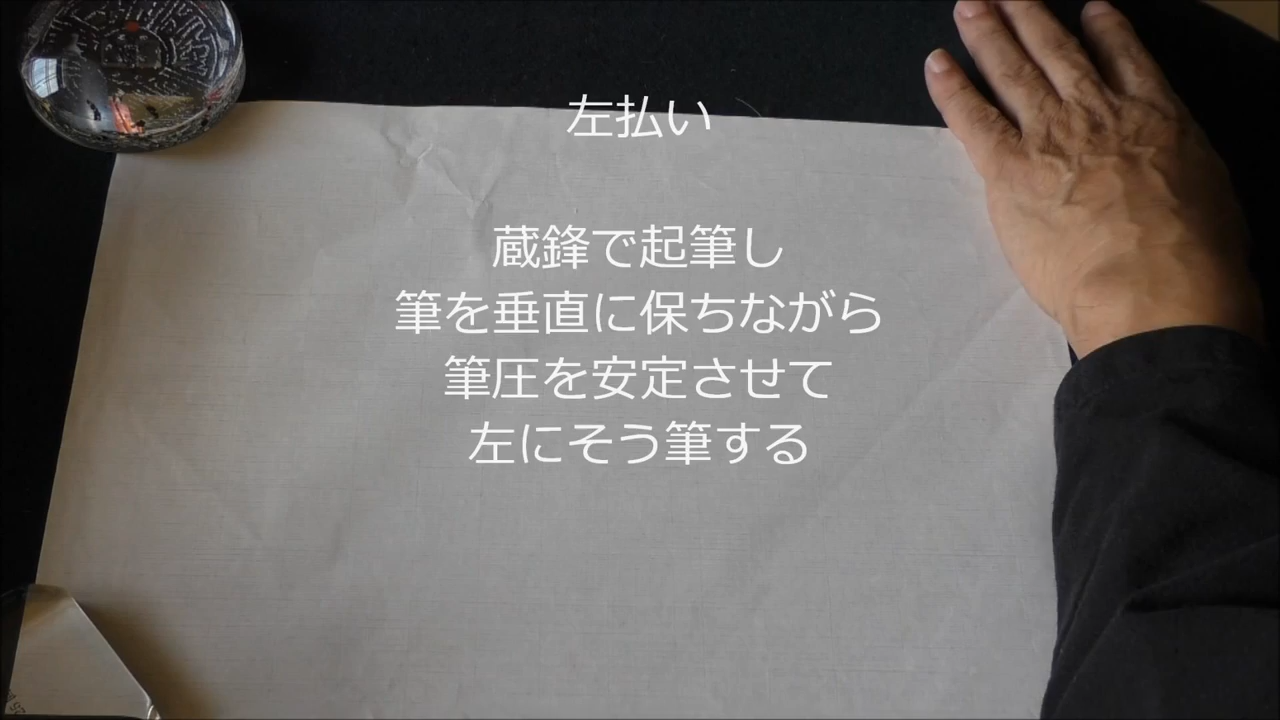 左払い
蔵鋒で起筆し
筆を垂直に保ちながら
筆圧を安定させて
左にそう筆する